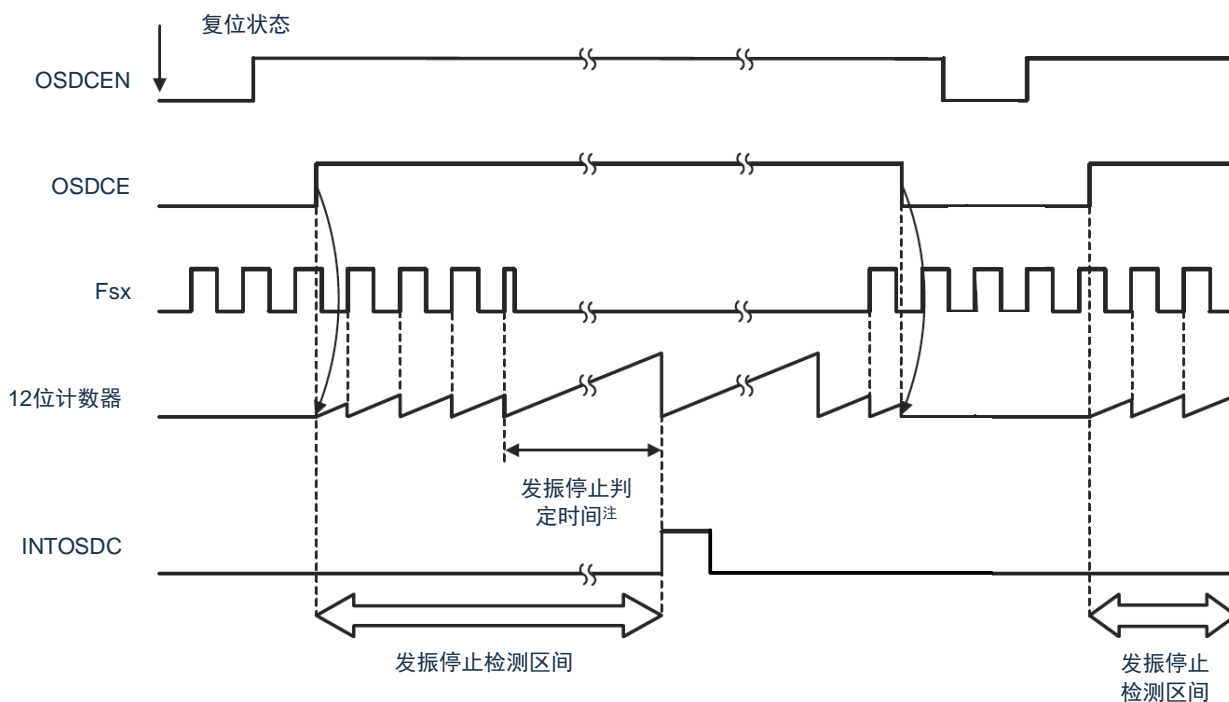 复位状态
OSDCEN
OSDCE
Fsx
12位计数器
发振停止判
定时间注
INTOSDC
发振停止检测区间
发振停止
检测区间